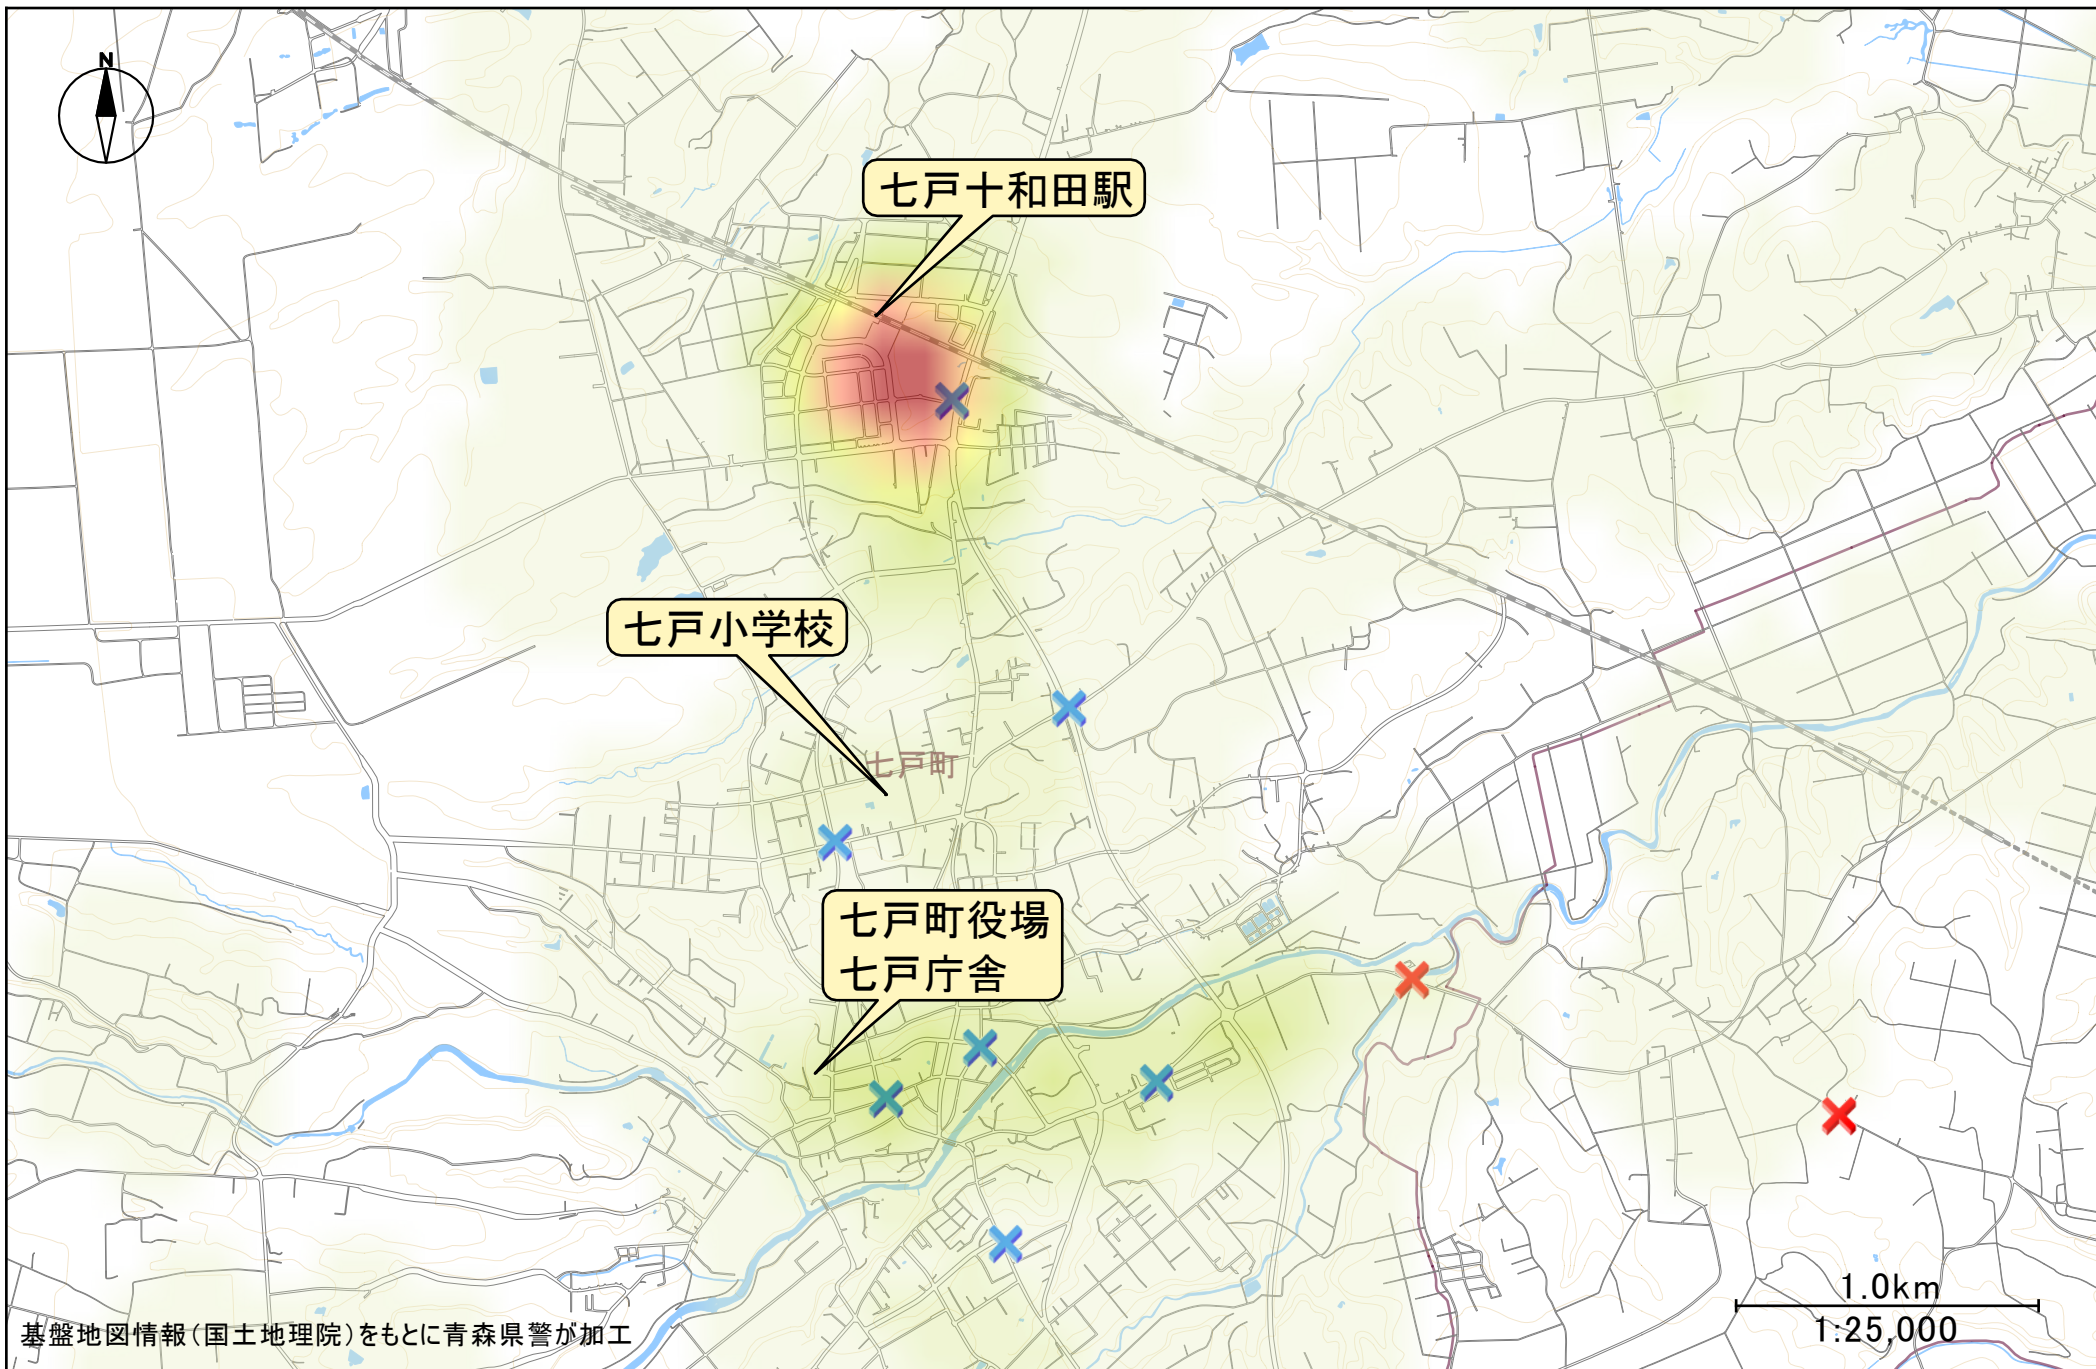 N
七戸十和田駅
七戸小学校
七戸町
七戸町役場
七戸庁舎
1.0km
1:25,000
基盤地図情報(国土地理院)をもとに青森県警が加工